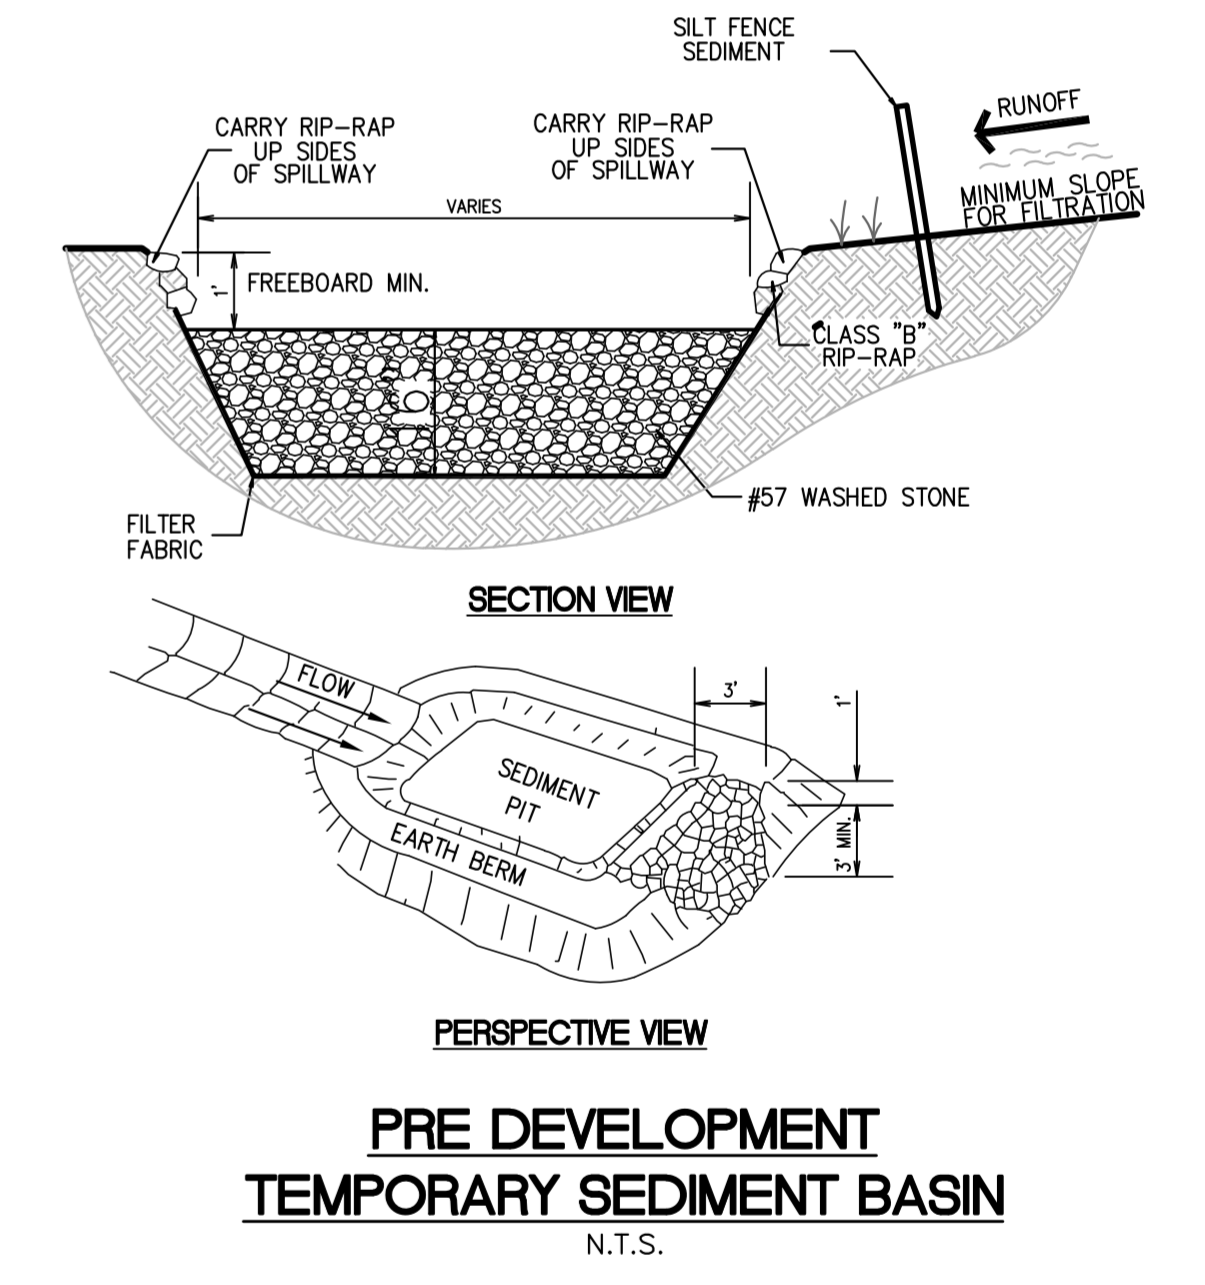 SILT FENCE
SEDIMENT
RUNOFF
CARRY RIP-RAP
UP SIDES
OF SPILLWAY
CARRY RIP-RAP
UP SIDES
OF SPILLWAY
MINIMUM SLOPE
FOR FILTRATION
VARIES
1'
FREEBOARD MIN.
CLASS "B"
RIP-RAP
#57 WASHED STONE
FILTER
FABRIC
SECTION VIEW
FLOW
3'
1'
SEDIMENT
PIT
EARTH BERM
3' MIN.
PERSPECTIVE VIEW
PRE DEVELOPMENT
TEMPORARY SEDIMENT BASIN
N.T.S.